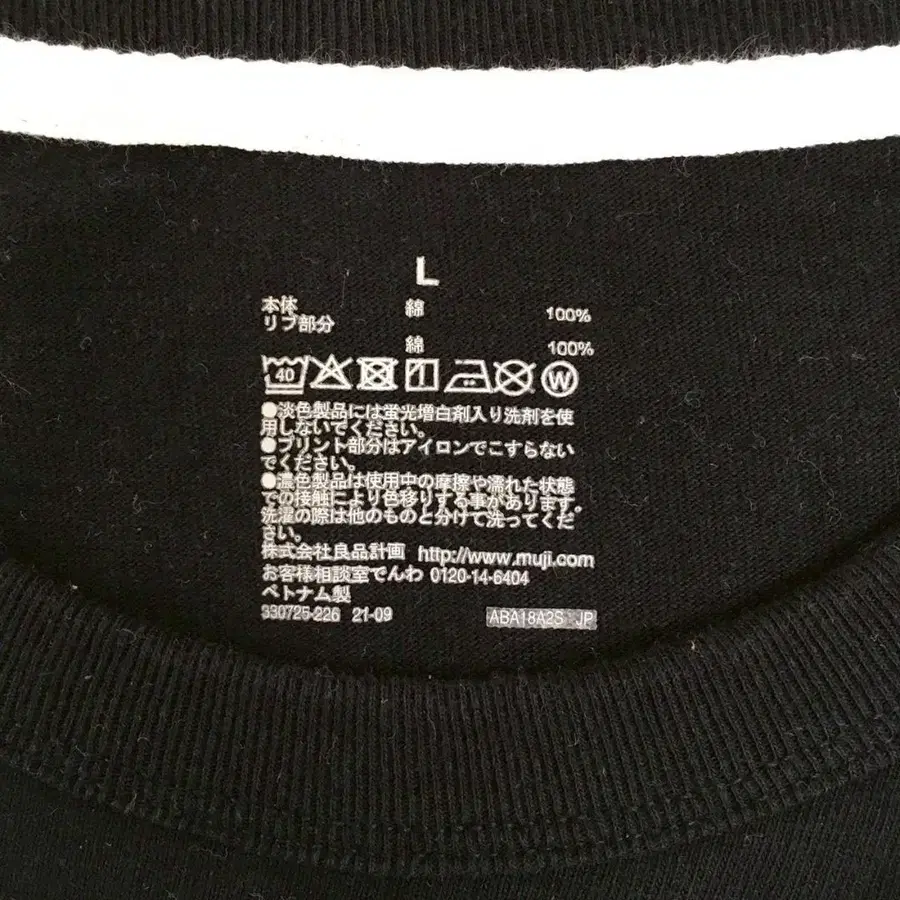 L
本体 綿 100%
リブ部分
綿 100%
40 W
●淡色製品には蛍光増白剤入り洗剤を使
用しないでください。
●プリント部分はアイロンでこすらない
でください。
●濃色製品は使用中の摩擦や濡れた状態
での接触により色移りする事があります。
洗濯の際は他のものと分けて洗ってくだ
さい。
株式会社良品計画 http://www.muji.com
お客様相談室でんわ 0120-14-6404
ベトナム製
330725-226 21-09 ABA18A2S JP